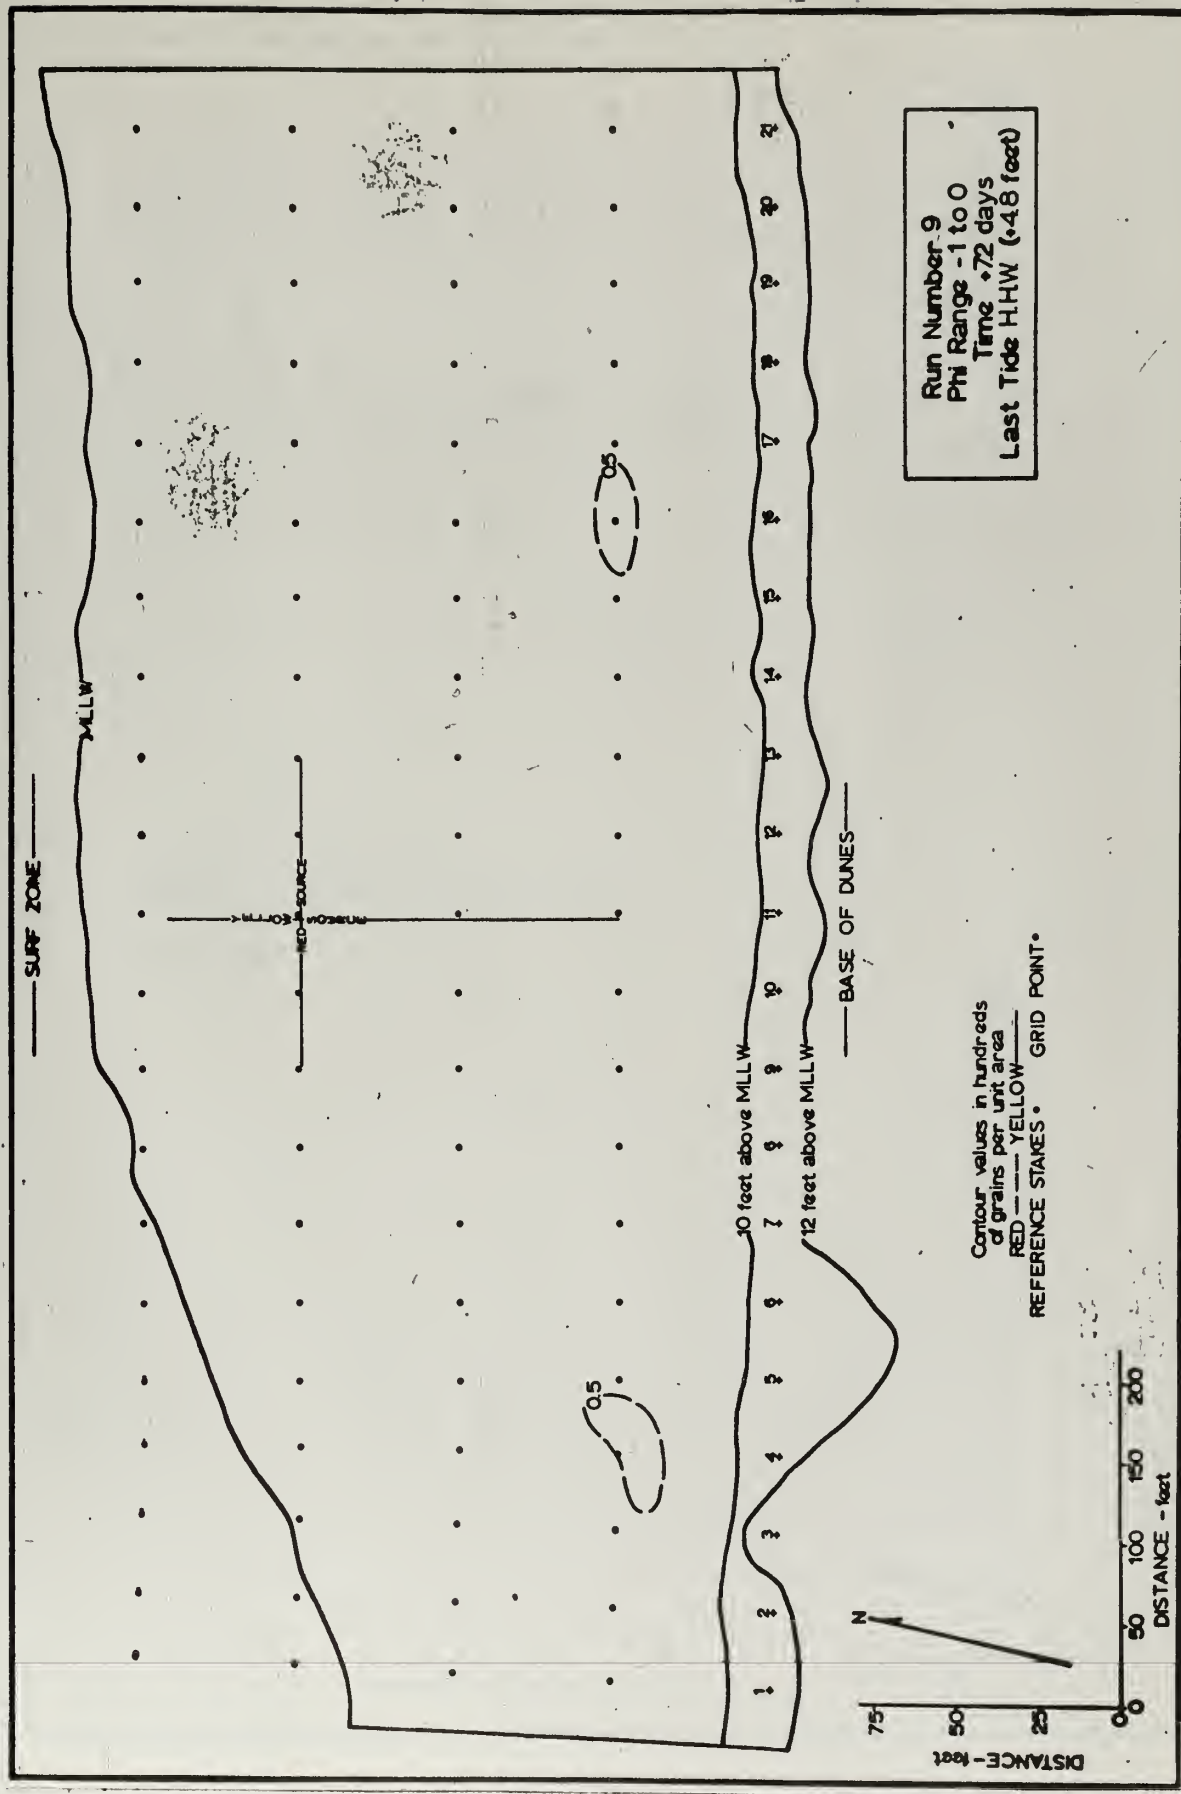 SURF ZONE
MLLW
RED SOURCE
YELLOW SOURCE
0.5
0.5
10 feet above MLLW
1 2 3 4 5 6 7 8 9 10 11 12 13 14 15 16 17 18 19 20 21
12 feet above MLLW
BASE OF DUNES
Run Number 9
Phi Range -1 to 0
Time +72 days
Last Tide H.H.W. (+4.8 feet)
Contour values in hundreds
of grains per unit area
RED — — YELLOW
REFERENCE STAKES GRID POINT
N
75
50
25
0
DISTANCE - feet
0 50 100 150 200
DISTANCE - feet